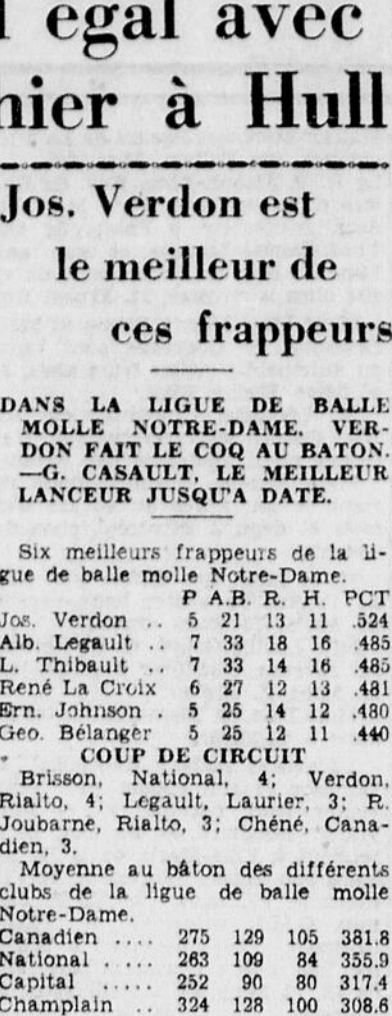 egal avec
nier à Hull
Jos. Verdon est
le meilleur de
ces frappeurs
DANS LA LIGUE DE BALLE
MOLLE NOTRE-DAME, VER-
DON FAIT LE COQ AU BATON.
—G. CASAULT, LE MEILLEUR
LANCEUR JUSQU'A DATE.
Six meilleurs frappeurs de la li-
gue de balle molle Notre-Dame.
P A.B. R. H. PCT
Jos. Verdon .. 5 21 13 11 .524
Alb. Legault .. 7 33 18 16 .485
L. Thibault .. 7 33 14 16 .485
René La Croix 6 27 12 13 .481
Ern. Johnson . 5 25 14 12 .480
Geo. Bélanger 5 25 12 11 .440
COUP DE CIRCUIT
Brisson, National, 4; Verdon,
Rialto, 4; Legault, Laurier, 3; R.
Joubarne, Rialto, 3; Chéné, Cana-
dien, 3.
Moyenne au bâton des différents
clubs de la ligue de balle molle
Notre-Dame.
Canadien .... 275 129 105 381.8
National ..... 263 109 84 355.9
Capital ..... 252 90 80 317.4
Champlain .. 324 128 100 308.6